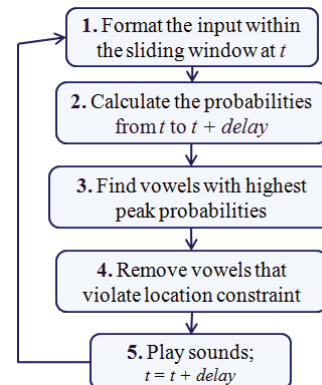 1. Format the input within
the sliding window at t
2. Calculate the probabilities
from t to t + delay
3. Find vowels with highest
peak probabilities
4. Remove vowels that
violate location constraint
5. Play sounds;
t = t + delay